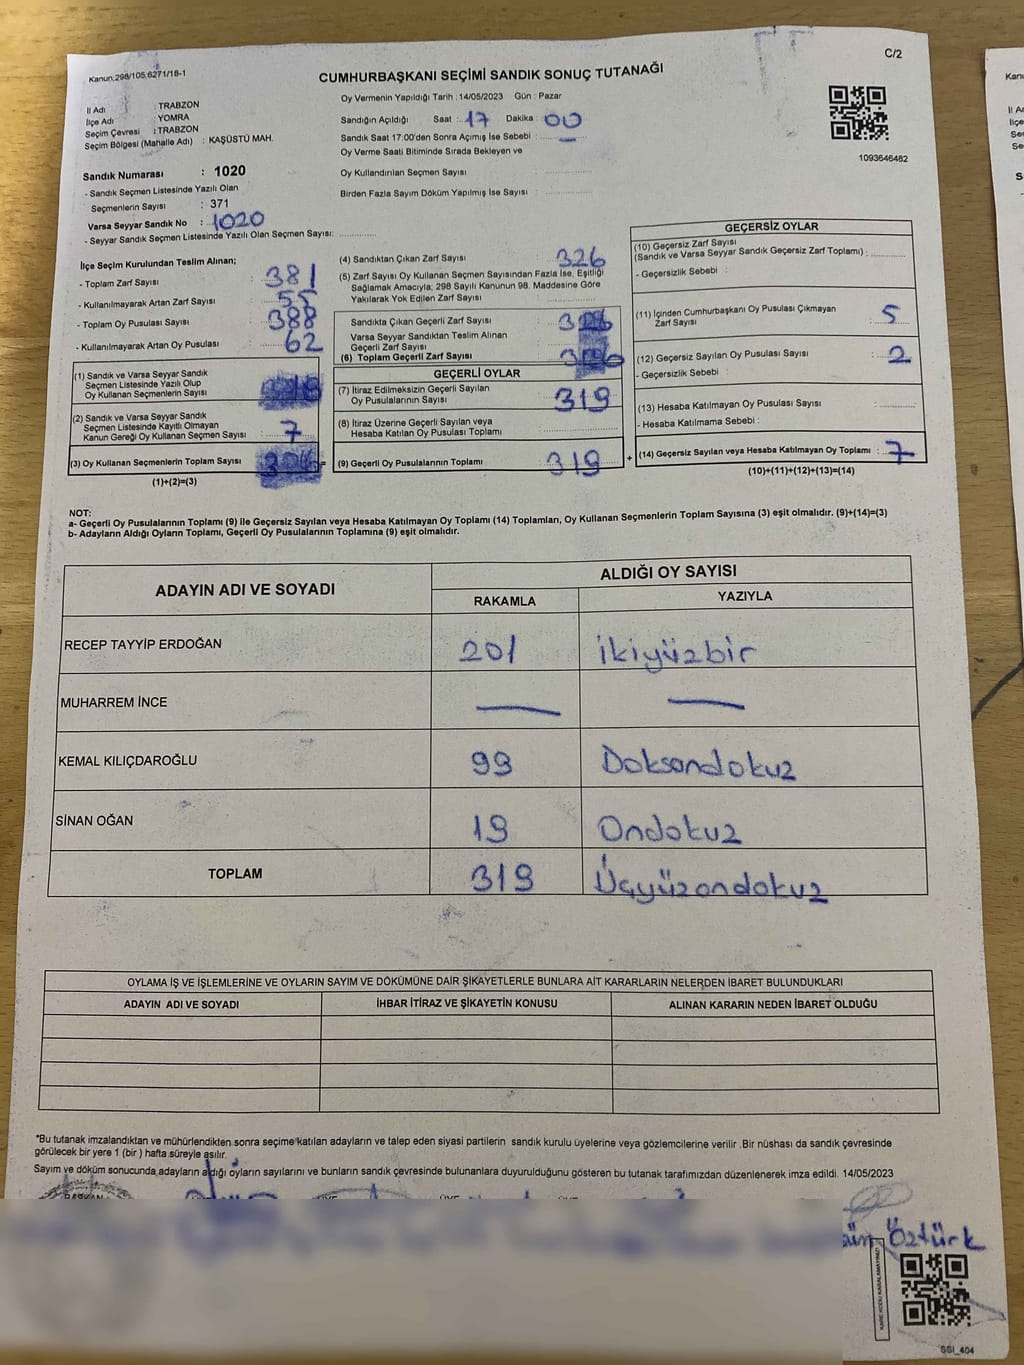 C/2
Kanun,298/105,6271/18-1
CUMHURBAŞKANI SEÇİMİ SANDIK SONUÇ TUTANAĞI
İl Adı : TRABZON
İlçe Adı : YOMRA
Seçim Çevresi : TRABZON
Seçim Bölgesi (Mahalle Adı) : KAŞÜSTÜ MAH.
Oy Vermenin Yapıldığı Tarih : 14/05/2023 Gün : Pazar
Sandığın Açıldığı Saat : 17 Dakika : 00
Sandık Saat 17:00'den Sonra Açımış İse Sebebi : —
Oy Verme Saati Bitiminde Sırada Bekleyen ve
Oy Kullandırılan Seçmen Sayısı :
Birden Fazla Sayım Döküm Yapılmış İse Sayısı :
1093646482
Sandık Numarası : 1020
- Sandık Seçmen Listesinde Yazılı Olan
Seçmenlerin Sayısı : 371
Varsa Seyyar Sandık No : 1020
- Seyyar Sandık Seçmen Listesinde Yazılı Olan Seçmen Sayısı:
İlçe Seçim Kurulundan Teslim Alınan;
- Toplam Zarf Sayısı : 381
- Kullanılmayarak Artan Zarf Sayısı : 55
- Toplam Oy Pusulası Sayısı : 388
- Kullanılmayarak Artan Oy Pusulası : 62
(1) Sandık ve Varsa Seyyar Sandık
Seçmen Listesinde Yazılı Olup
Oy Kullanan Seçmenlerin Sayısı :
(2) Sandık ve Varsa Seyyar Sandık
Seçmen Listesinde Kayıtlı Olmayan
Kanun Gereği Oy Kullanan Seçmen Sayısı : 7
(3) Oy Kullanan Seçmenlerin Toplam Sayısı : 326 =
(1)+(2)=(3)
(4) Sandıktan Çıkan Zarf Sayısı : 326
(5) Zarf Sayısı Oy Kullanan Seçmen Sayısından Fazla İse, Eşitliği
Sağlamak Amacıyla; 298 Sayılı Kanunun 98. Maddesine Göre
Yakılarak Yok Edilen Zarf Sayısı :
Sandıkta Çıkan Geçerli Zarf Sayısı : 326
Varsa Seyyar Sandıktan Teslim Alınan
Geçerli Zarf Sayısı :
(6) Toplam Geçerli Zarf Sayısı : 326
GEÇERLİ OYLAR
(7) İtiraz Edilmeksizin Geçerli Sayılan
Oy Pusulalarının Sayısı : 319
(8) İtiraz Üzerine Geçerli Sayılan veya
Hesaba Katılan Oy Pusulası Toplamı :
(9) Geçerli Oy Pusulalarının Toplamı : 319 +
GEÇERSİZ OYLAR
(10) Geçersiz Zarf Sayısı
(Sandık ve Varsa Seyyar Sandık Geçersiz Zarf Toplamı) :
- Geçersizlik Sebebi :
(11) İçinden Cumhurbaşkanı Oy Pusulası Çıkmayan
Zarf Sayısı : 5
(12) Geçersiz Sayılan Oy Pusulası Sayısı : 2
- Geçersizlik Sebebi :
(13) Hesaba Katılmayan Oy Pusulası Sayısı :
- Hesaba Katılmama Sebebi :
(14) Geçersiz Sayılan veya Hesaba Katılmayan Oy Toplamı : 7
(10)+(11)+(12)+(13)=(14)
NOT:
a- Geçerli Oy Pusulalarının Toplamı (9) ile Geçersiz Sayılan veya Hesaba Katılmayan Oy Toplamı (14) Toplamları, Oy Kullanan Seçmenlerin Toplam Sayısına (3) eşit olmalıdır. (9)+(14)=(3)
b- Adayların Aldığı Oyların Toplamı, Geçerli Oy Pusulalarının Toplamına (9) eşit olmalıdır.
ADAYIN ADI VE SOYADI
ALDIĞI OY SAYISI
RAKAMLA YAZIYLA
RECEP TAYYİP ERDOĞAN 201 ikiyüzbir
MUHARREM İNCE — —
KEMAL KILIÇDAROĞLU 99 Doksandokuz
SİNAN OĞAN 19 Ondokuz
TOPLAM 319 Üçyüzondokuz
OYLAMA İŞ VE İŞLEMLERİNE VE OYLARIN SAYIM VE DÖKÜMÜNE DAİR ŞİKAYETLERLE BUNLARA AİT KARARLARIN NELERDEN İBARET BULUNDUKLARI
ADAYIN ADI VE SOYADI İHBAR İTİRAZ VE ŞİKAYETİN KONUSU ALINAN KARARIN NEDEN İBARET OLDUĞU
"Bu tutanak imzalandıktan ve mühürlendikten sonra seçime katılan adayların ve talep eden siyasi partilerin sandık kurulu üyelerine veya gözlemcilerine verilir .Bir nüshası da sandık çevresinde
görülecek bir yere 1 (bir ) hafta süreyle asılır.
Sayım ve döküm sonucunda adayların aldığı oyların sayılarını ve bunların sandık çevresinde bulunanlara duyurulduğunu gösteren bu tutanak tarafımızdan düzenlenerek imza edildi. 14/05/2023
BAŞKAN ÜYE ÜYE
Öztürk
SSI_404